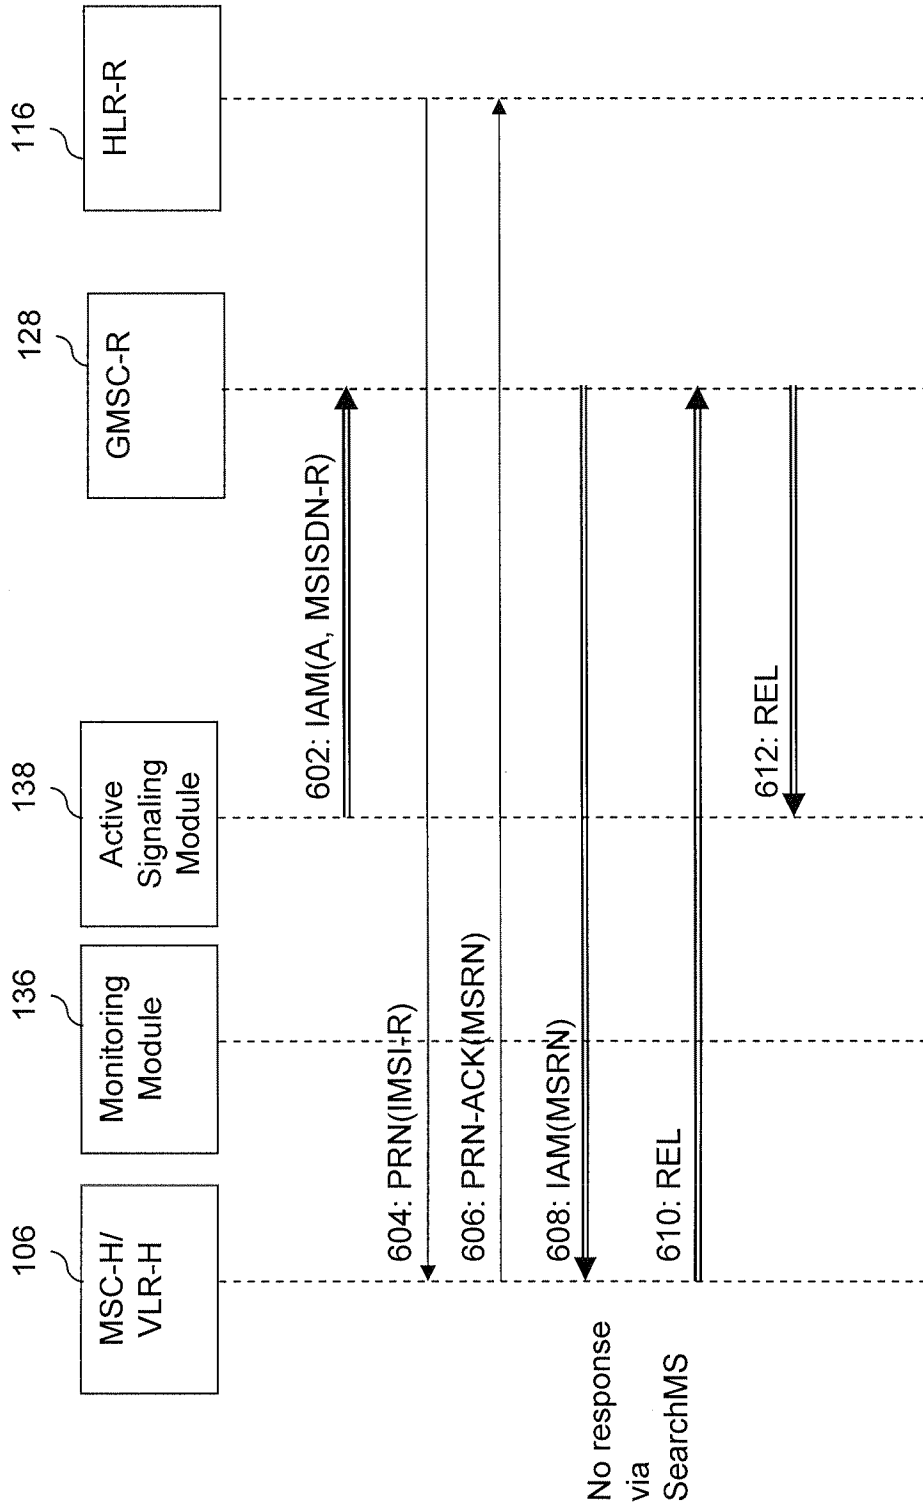 106
MSC-H/
VLR-H
136
Monitoring
Module
138
Active
Signaling
Module
128
GMSC-R
116
HLR-R
602: IAM(A, MSISDN-R)
604: PRN(IMSI-R)
606: PRN-ACK(MSRN)
608: IAM(MSRN)
No response
via
SearchMS
610: REL
612: REL